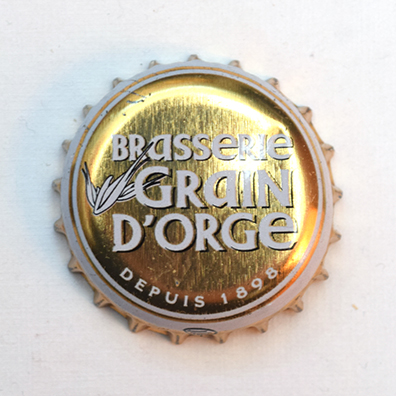 BRASSERIE
GRAIN
D'ORGE
DEPUIS 1898